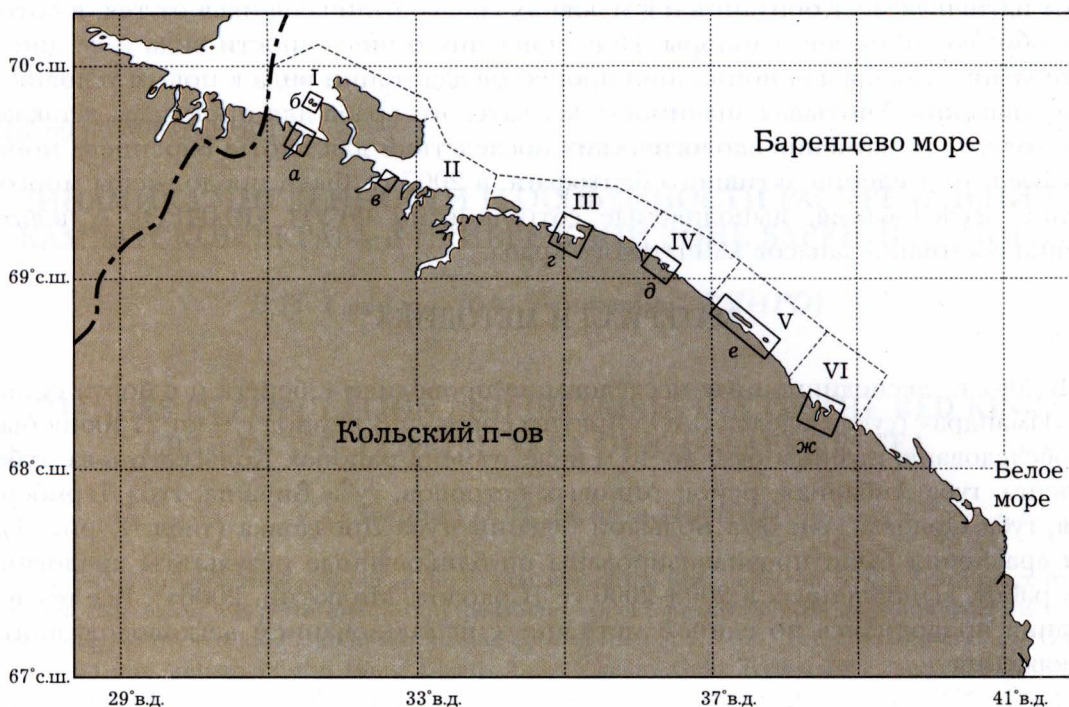 70°с.ш.
I
б
Баренцево море
а
II
в
III
г
IV
69°с.ш.
д
V
е
VI
Кольский п-ов
ж
68°с.ш.
Белое
море
67°с.ш.
29°в.д.
33°в.д.
37°в.д.
41°в.д.